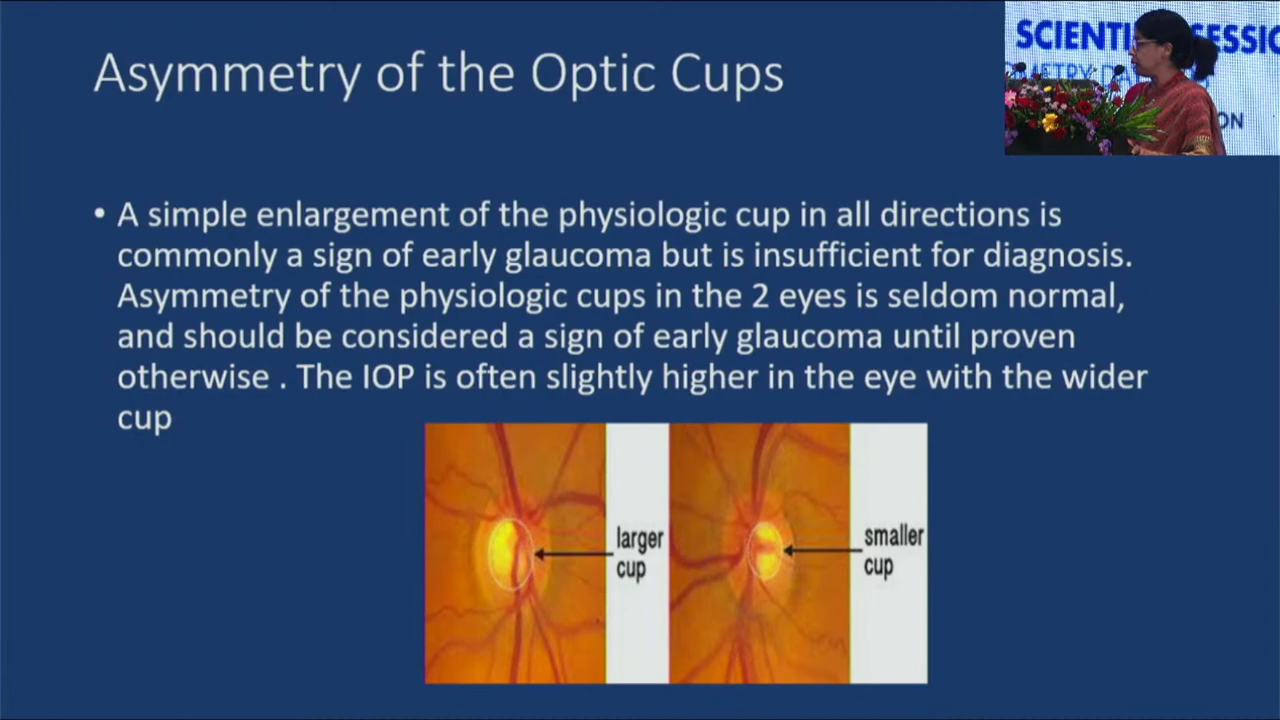 Asymmetry of the Optic Cups
SCIENTI ESSIO
ON
• A simple enlargement of the physiologic cup in all directions is
commonly a sign of early glaucoma but is insufficient for diagnosis.
Asymmetry of the physiologic cups in the 2 eyes is seldom normal,
and should be considered a sign of early glaucoma until proven
otherwise . The IOP is often slightly higher in the eye with the wider
cup
larger
cup
smaller
cup